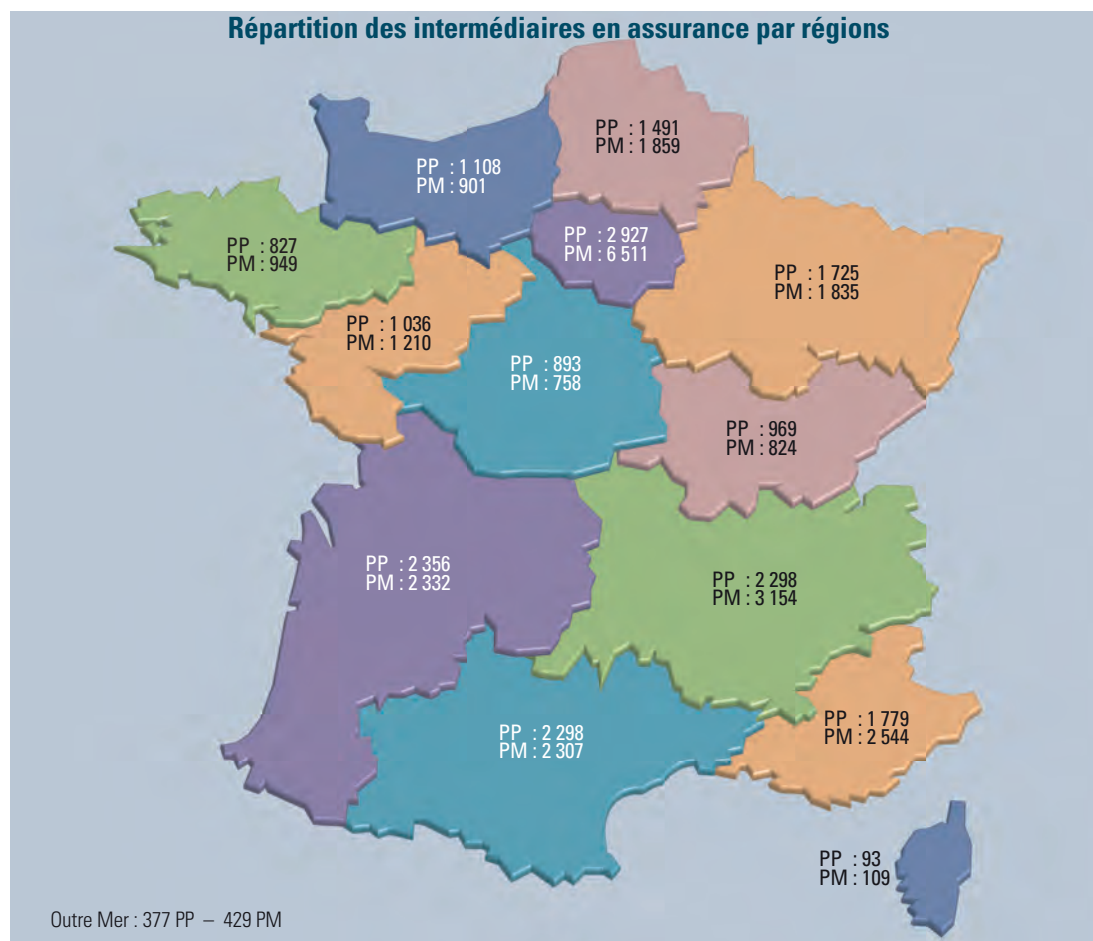 Répartition des intermédiaires en assurance par régions
PP : 1 491
PM : 1 859
PP : 1 108
PM : 901
PP : 827
PM : 949
PP : 2 927
PM : 6 511
PP : 1 725
PM : 1 835
PP : 1 036
PM : 1 210
PP : 893
PM : 758
PP : 969
PM : 824
PP : 2 356
PM : 2 332
PP : 2 298
PM : 3 154
PP : 2 298
PM : 2 307
PP : 1 779
PM : 2 544
PP : 93
PM : 109
Outre Mer : 377 PP – 429 PM